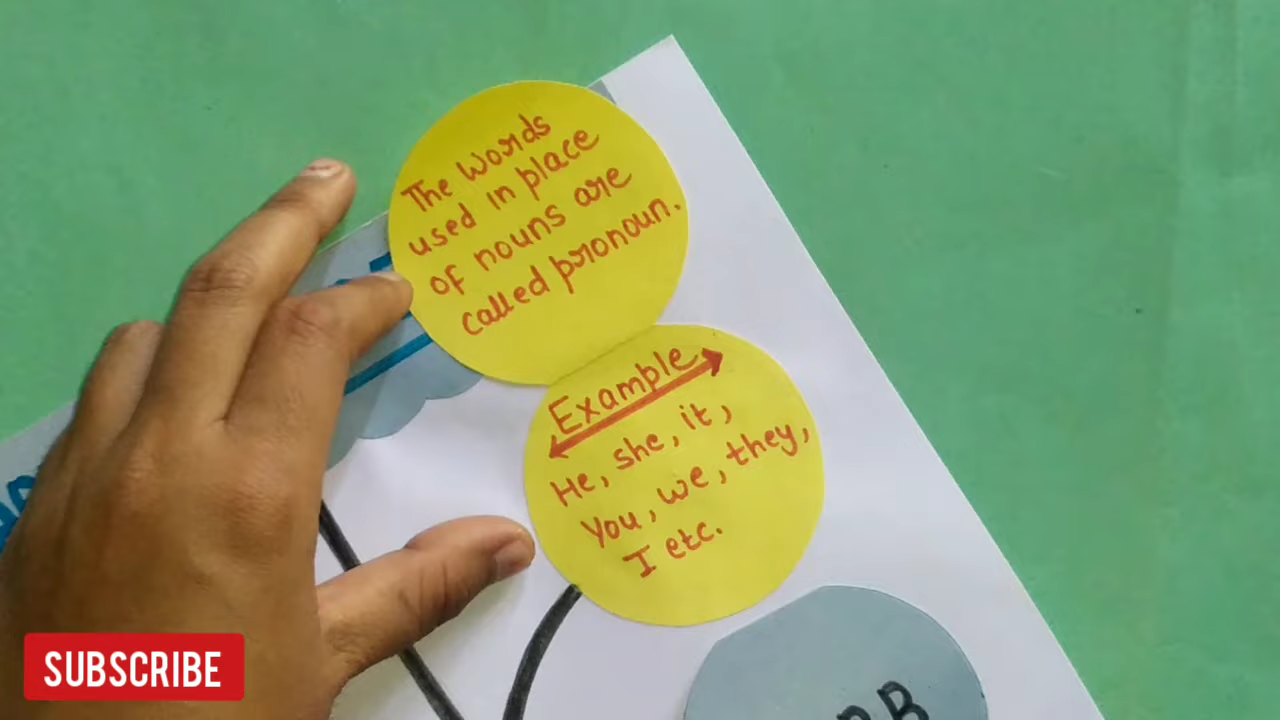 The words
used in place
of nouns are
called pronoun.
Example
He, she, it,
You, we, they,
I etc.
RB
SUBSCRIBE